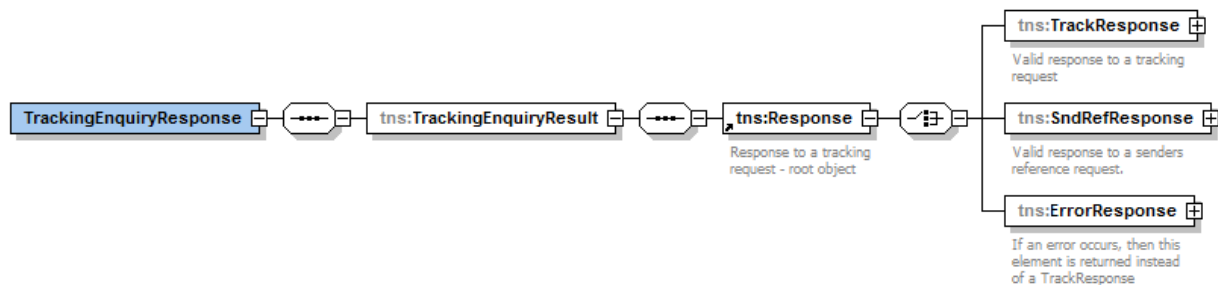 tns:TrackResponse
Valid response to a tracking
request
TrackingEnquiryResponse
tns:TrackingEnquiryResult
tns:Response
Response to a tracking
request - root object
tns:SndRefResponse
Valid response to a senders
reference request.
tns:ErrorResponse
If an error occurs, then this
element is returned instead
of a TrackResponse